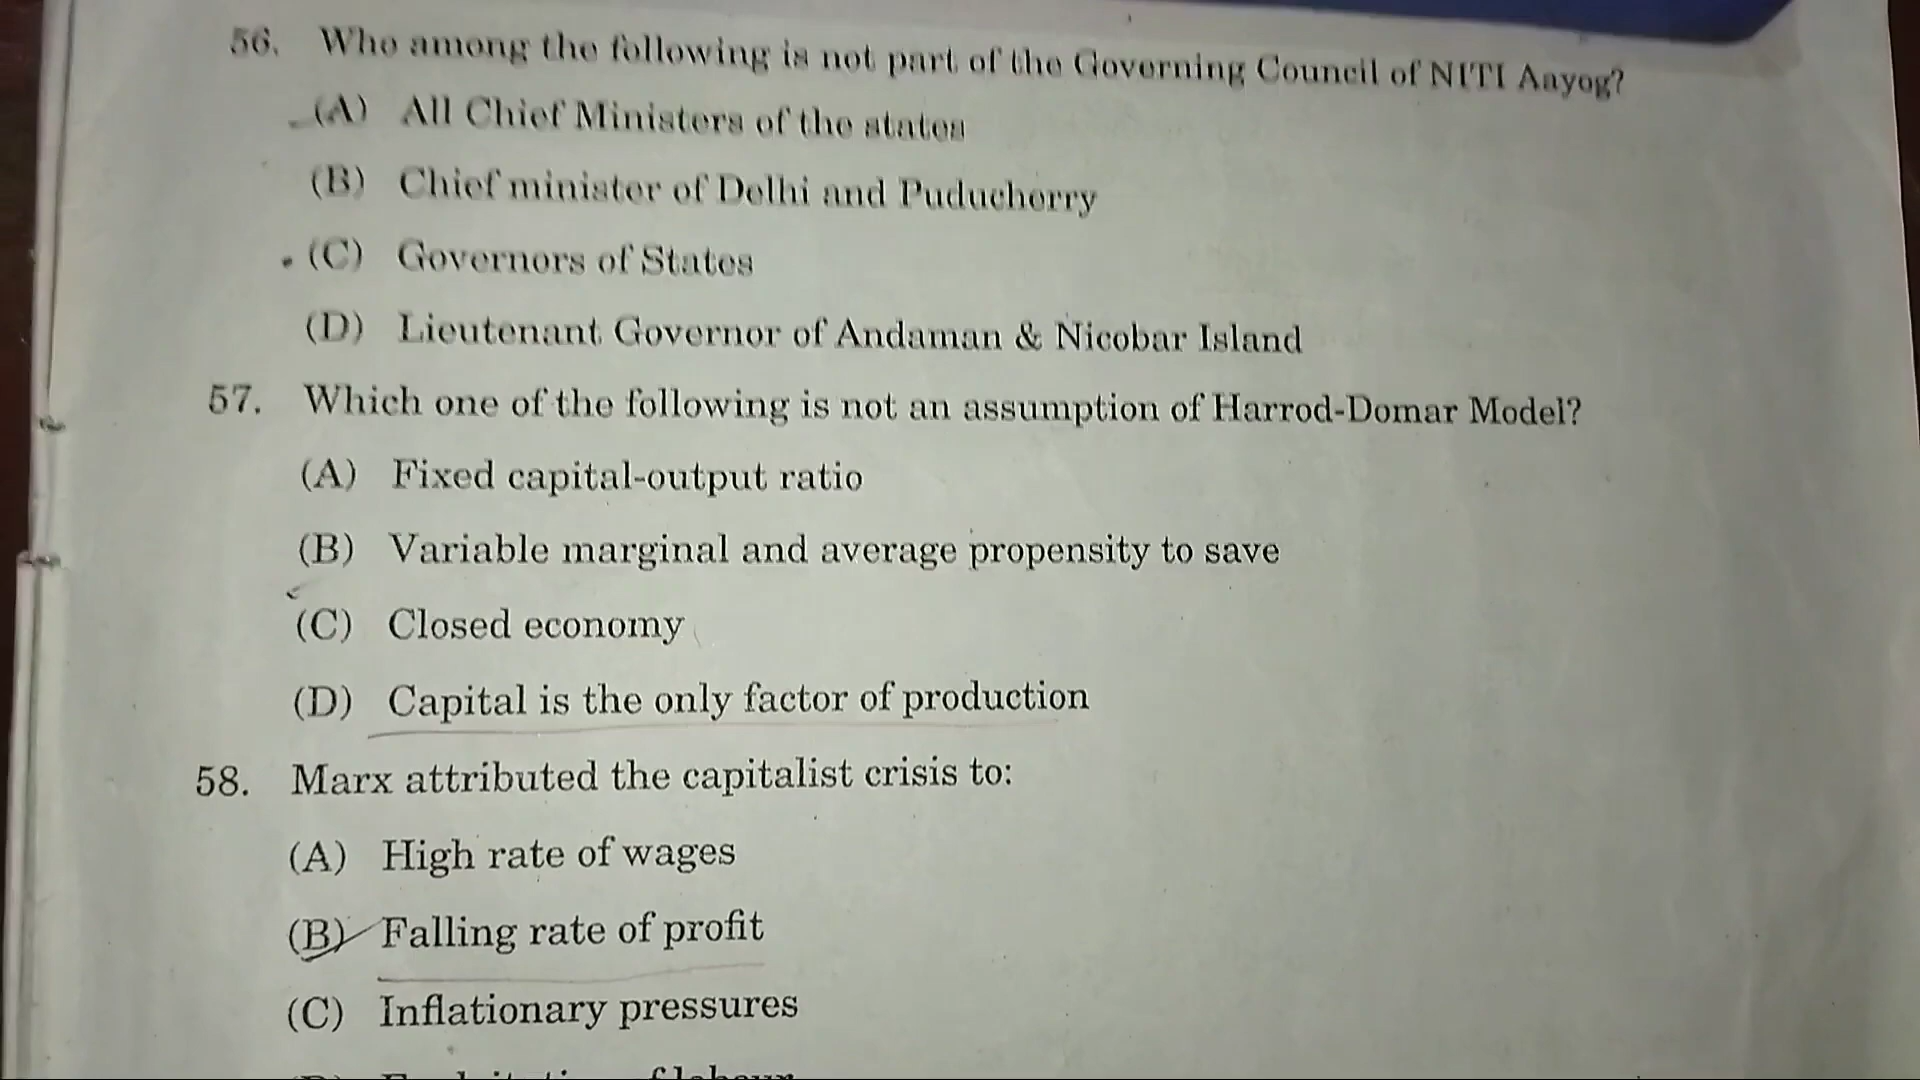 56. Who among the following is not part of the Governing Council of NITI Aayog?
(A) All Chief Ministers of the states
(B) Chief minister of Delhi and Puducherry
(C) Governors of States
(D) Lieutenant Governor of Andaman & Nicobar Island
57. Which one of the following is not an assumption of Harrod-Domar Model?
(A) Fixed capital-output ratio
(B) Variable marginal and average propensity to save
(C) Closed economy
(D) Capital is the only factor of production
58. Marx attributed the capitalist crisis to:
(A) High rate of wages
(B) Falling rate of profit
(C) Inflationary pressures